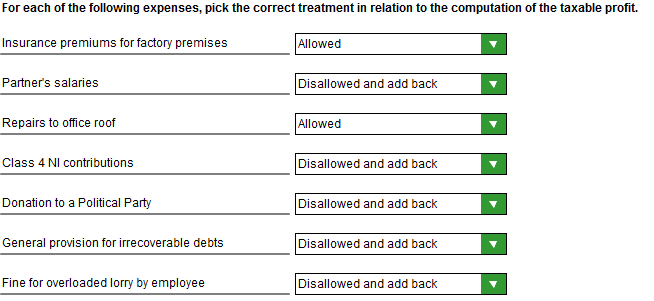 For each of the following expenses, pick the correct treatment in relation to the computation of the taxable profit.
Insurance premiums for factory premises Allowed
Partner's salaries Disallowed and add back
Repairs to office roof Allowed
Class 4 NI contributions Disallowed and add back
Donation to a Political Party Disallowed and add back
General provision for irrecoverable debts Disallowed and add back
Fine for overloaded lorry by employee Disallowed and add back